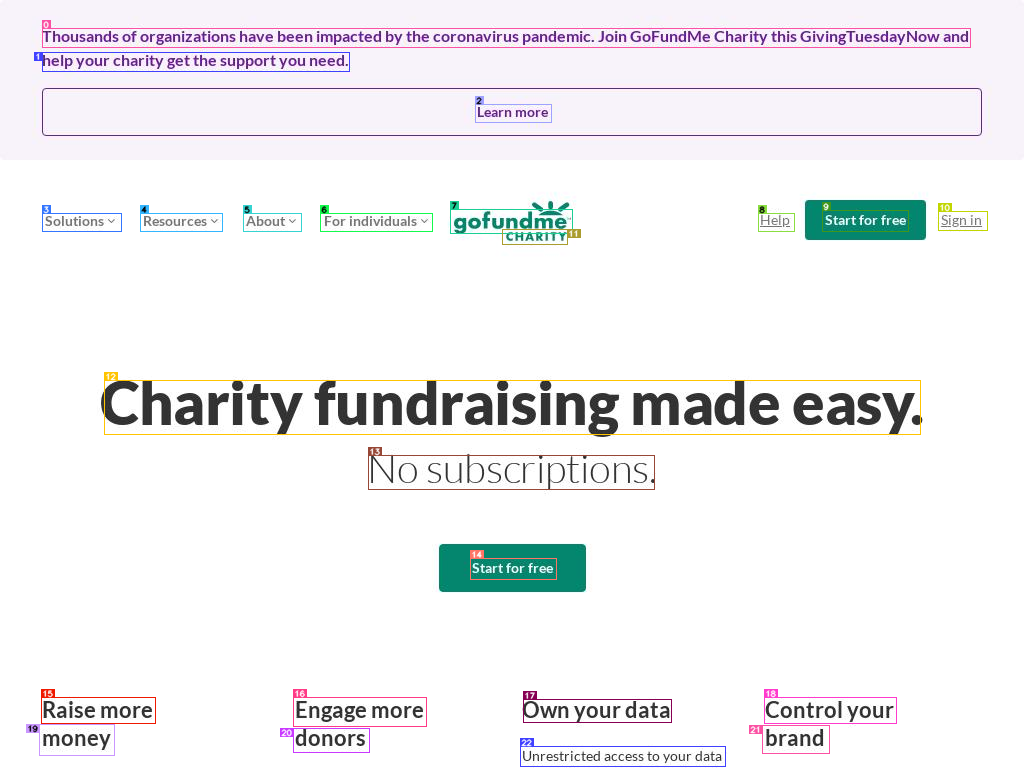 Thousands of organizations have been impacted by the coronavirus pandemic. Join GoFundMe Charity this GivingTuesdayNow and
help your charity get the support you need.
Learn more
Solutions Resources About For individuals gofundme Help Start for free Sign in
CHARITY
Charity fundraising made easy.
No subscriptions.
Start for free
Raise more
money
Engage more
donors
Own your data
Unrestricted access to your data
Control your
brand